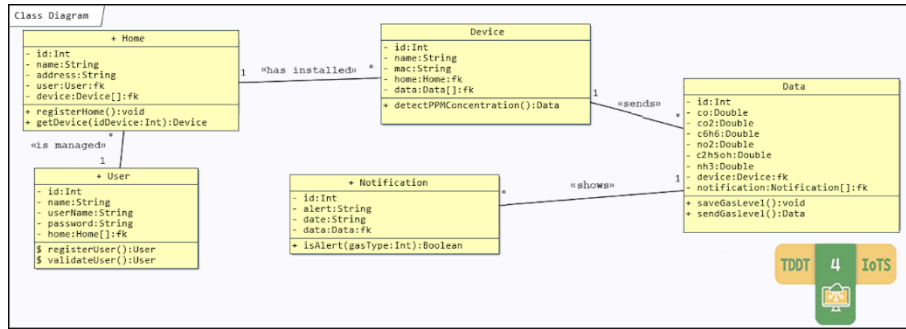 Class Diagram
+ Home
- id:Int
- name:String
- address:String
- user:User:fk
- device:Device[]:fk
+ registerHome():void
+ getDevice(idDevice:Int):Device
1 «has installed» *
Device
- id:Int
- name:String
- mac:String
- home:Home:fk
- data:Data[]:fk
+ detectPPMConcentration():Data
1
«sends»
*
Data
- id:Int
- co:Double
- co2:Double
- c6h6:Double
- no2:Double
- c2h5oh:Double
- nh3:Double
- device:Device:fk
- notification:Notification[]:fk
+ saveGasLevel():void
+ sendGaslevel():Data
*
«is managed»
1
+ User
- id:Int
- name:String
- userName:String
- password:String
- home:Home[]:fk
$ registerUser():User
$ validateUser():User
+ Notification
- id:Int
- alert:String
- date:String
- data:Data:fk
+ isAlert(gasType:Int):Boolean
* «shows» 1
TDDT 4 IoTS